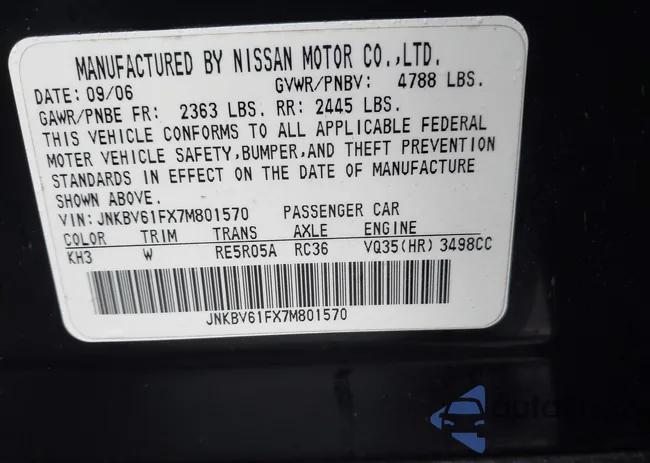 MANUFACTURED BY NISSAN MOTOR CO.,LTD.
DATE: 09/06 GVWR/PNBV: 4788 LBS.
GAWR/PNBE FR: 2363 LBS. RR: 2445 LBS.
THIS VEHICLE CONFORMS TO ALL APPLICABLE FEDERAL
MOTER VEHICLE SAFETY,BUMPER,AND THEFT PREVENTION
STANDARDS IN EFFECT ON THE DATE OF MANUFACTURE
SHOWN ABOVE.
VIN: JNKBV61FX7M801570 PASSENGER CAR
COLOR TRIM TRANS AXLE ENGINE
KH3 W RE5R05A RC36 VQ35(HR) 3498CC
JNKBV61FX7M801570